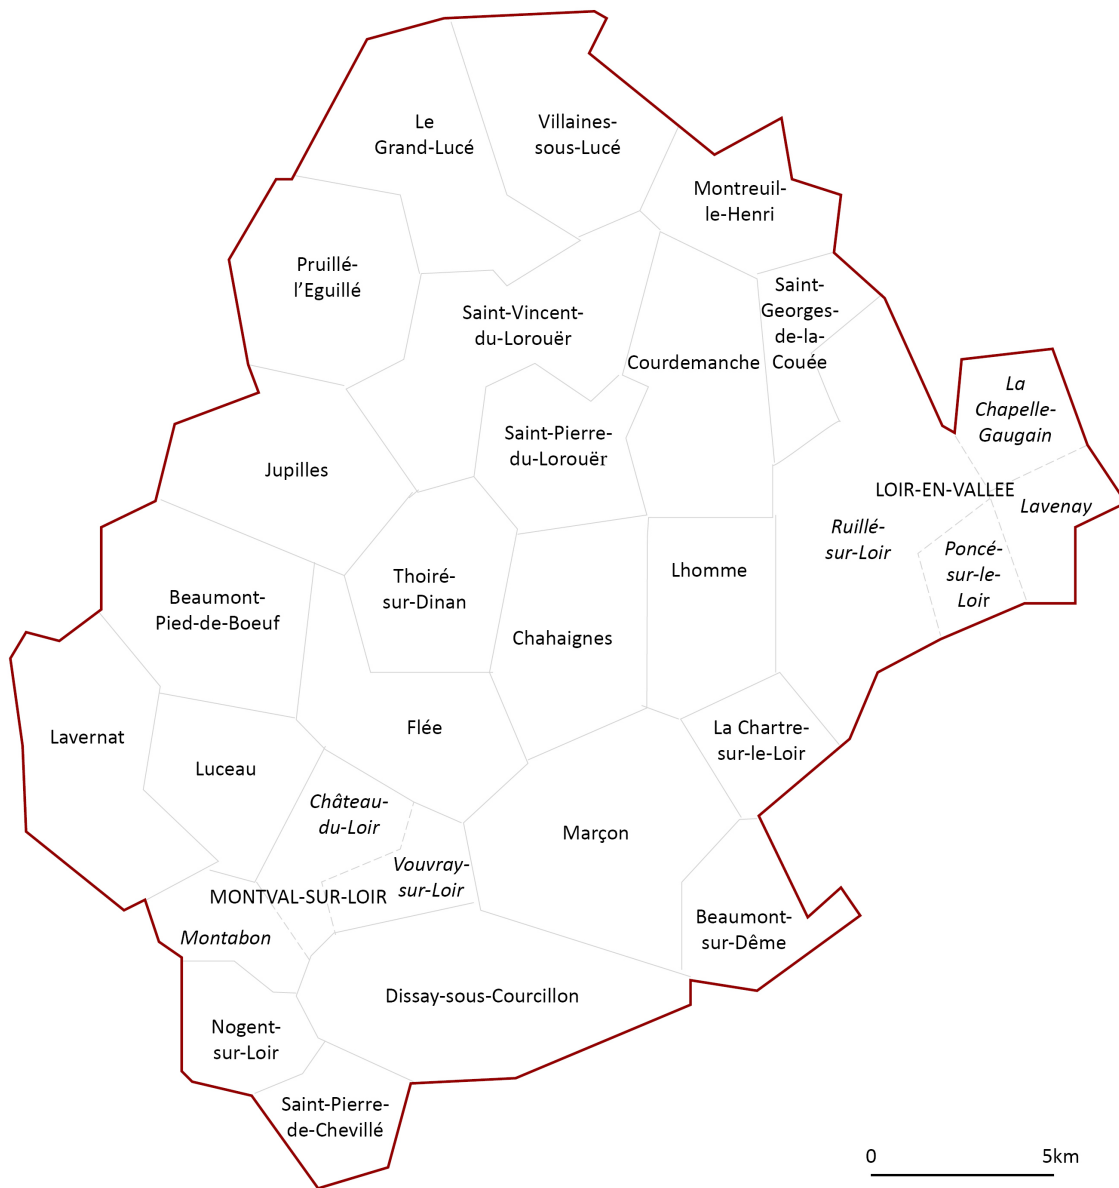 Le
Grand-Lucé
Villaines-
sous-Lucé
Montreuil-
le-Henri
Pruillé-
l’Eguillé
Saint-Vincent-
du-Lorouër
Saint-
Georges-
de-la-
Couée
Courdemanche
La
Chapelle-
Gaugain
Saint-Pierre-
du-Lorouër
Jupilles
LOIR-EN-VALLEE
Lavenay
Ruillé-
sur-Loir
Poncé-
sur-le-
Loir
Lhomme
Thoiré-
sur-Dinan
Beaumont-
Pied-de-Boeuf
Chahaignes
Lavernat
Flée
La Chartre-
sur-le-Loir
Luceau
Château-
du-Loir
Marçon
Vouvray-
sur-Loir
MONTVAL-SUR-LOIR
Montabon
Beaumont-
sur-Dême
Dissay-sous-Courcillon
Nogent-
sur-Loir
Saint-Pierre-
de-Chevillé
0 5km